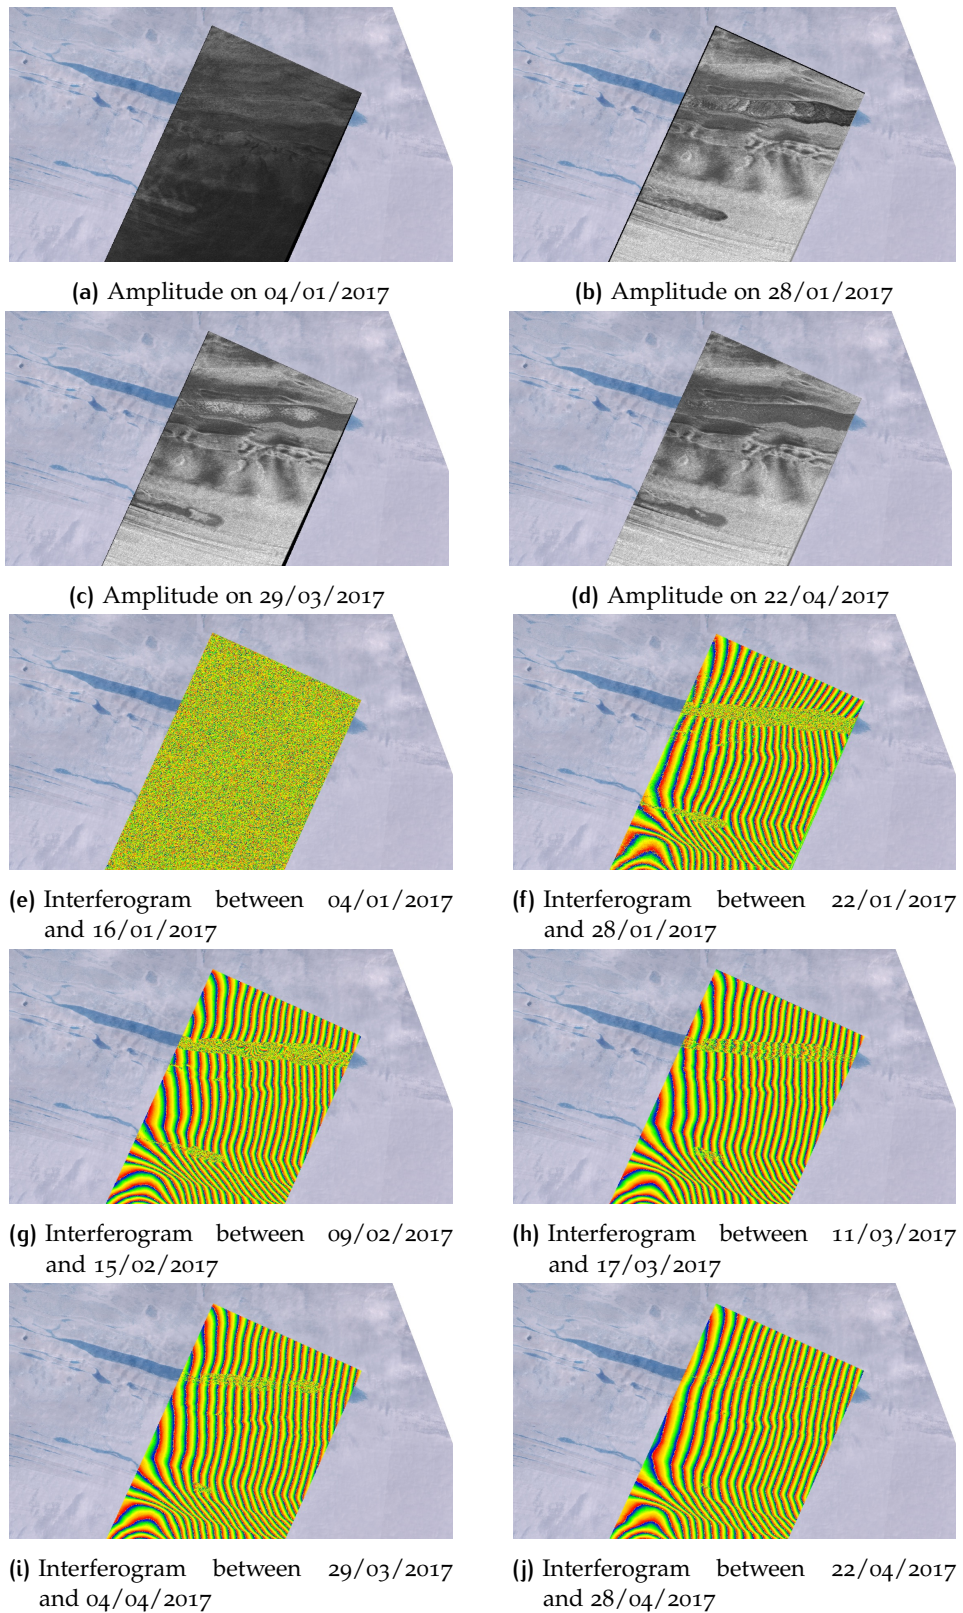 (a) Amplitude on 04/01/2017
(b) Amplitude on 28/01/2017
(c) Amplitude on 29/03/2017
(d) Amplitude on 22/04/2017
(e) Interferogram between 04/01/2017
and 16/01/2017
(f) Interferogram between 22/01/2017
and 28/01/2017
(g) Interferogram between 09/02/2017
and 15/02/2017
(h) Interferogram between 11/03/2017
and 17/03/2017
(i) Interferogram between 29/03/2017
and 04/04/2017
(j) Interferogram between 22/04/2017
and 28/04/2017